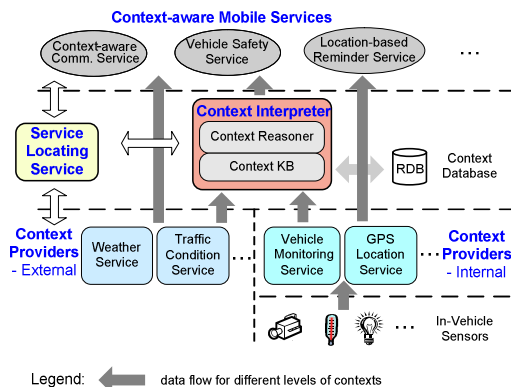 Context-aware Mobile Services
Context-aware
Comm. Service
Vehicle Safety
Service
Location-based
Reminder Service
...
Service
Locating
Service
Context Interpreter
Context Reasoner
Context KB
RDB
Context
Database
Context
Providers
- External
Weather
Service
Traffic
Condition
Service
...
Vehicle
Monitoring
Service
GPS
Location
Service
...
Context
Providers
- Internal
...
In-Vehicle
Sensors
Legend:
data flow for different levels of contexts